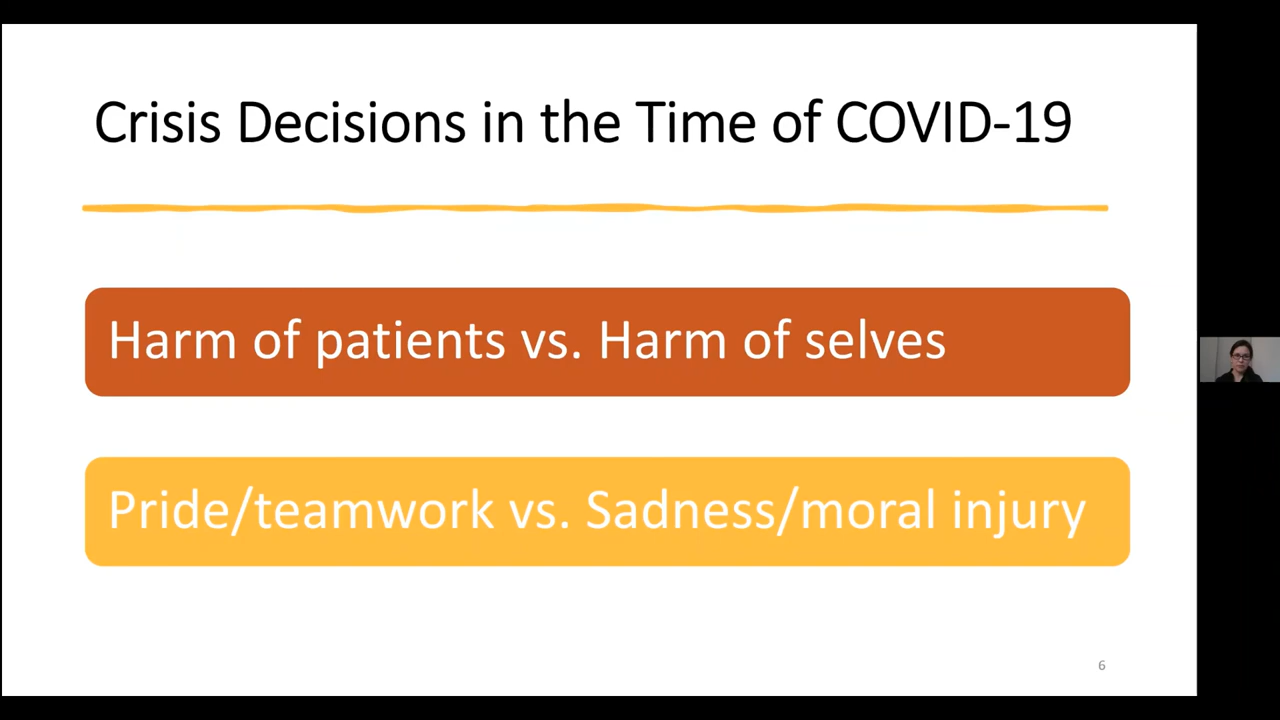 Crisis Decisions in the Time of COVID-19
Harm of patients vs. Harm of selves
Pride/teamwork vs. Sadness/moral injury
6